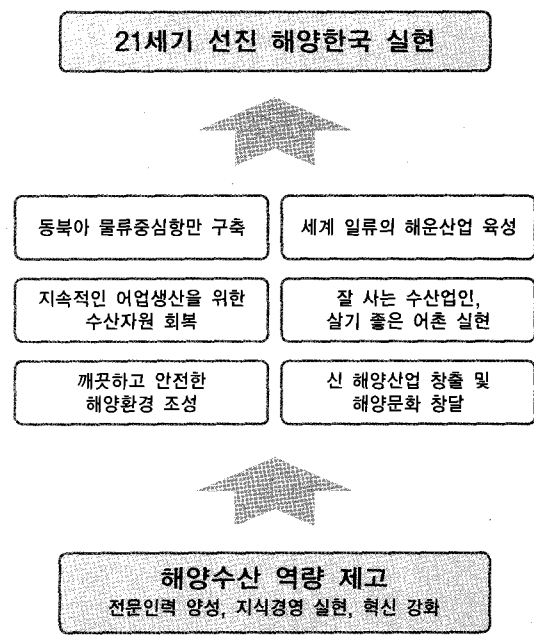 21세기 선진 해양한국 실현
동북아 물류중심항만 구축
세계 일류의 해운산업 육성
지속적인 어업생산을 위한
수산자원 회복
잘 사는 수산업인,
살기 좋은 어촌 실현
깨끗하고 안전한
해양환경 조성
신 해양산업 창출 및
해양문화 창달
해양수산 역량 제고
전문인력 양성, 지식경영 실현, 혁신 강화